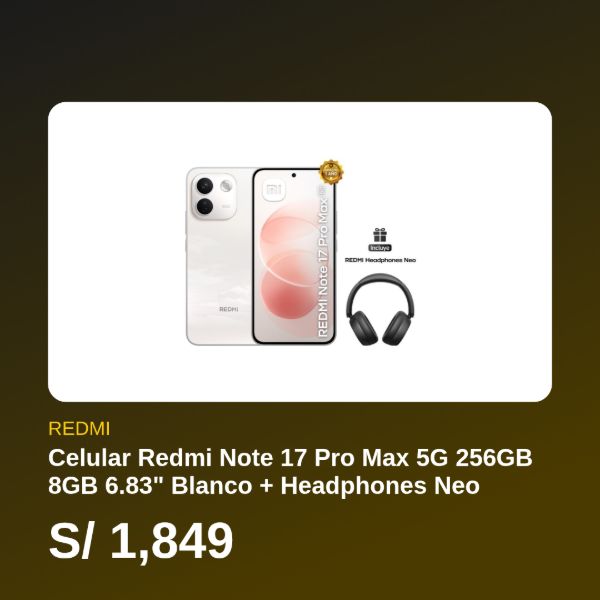 REDMI Note 17 Pro Max
REDMI
Incluye
REDMI Headphones Neo
REDMI
Celular Redmi Note 17 Pro Max 5G 256GB
8GB 6.83" Blanco + Headphones Neo
S/ 1,849